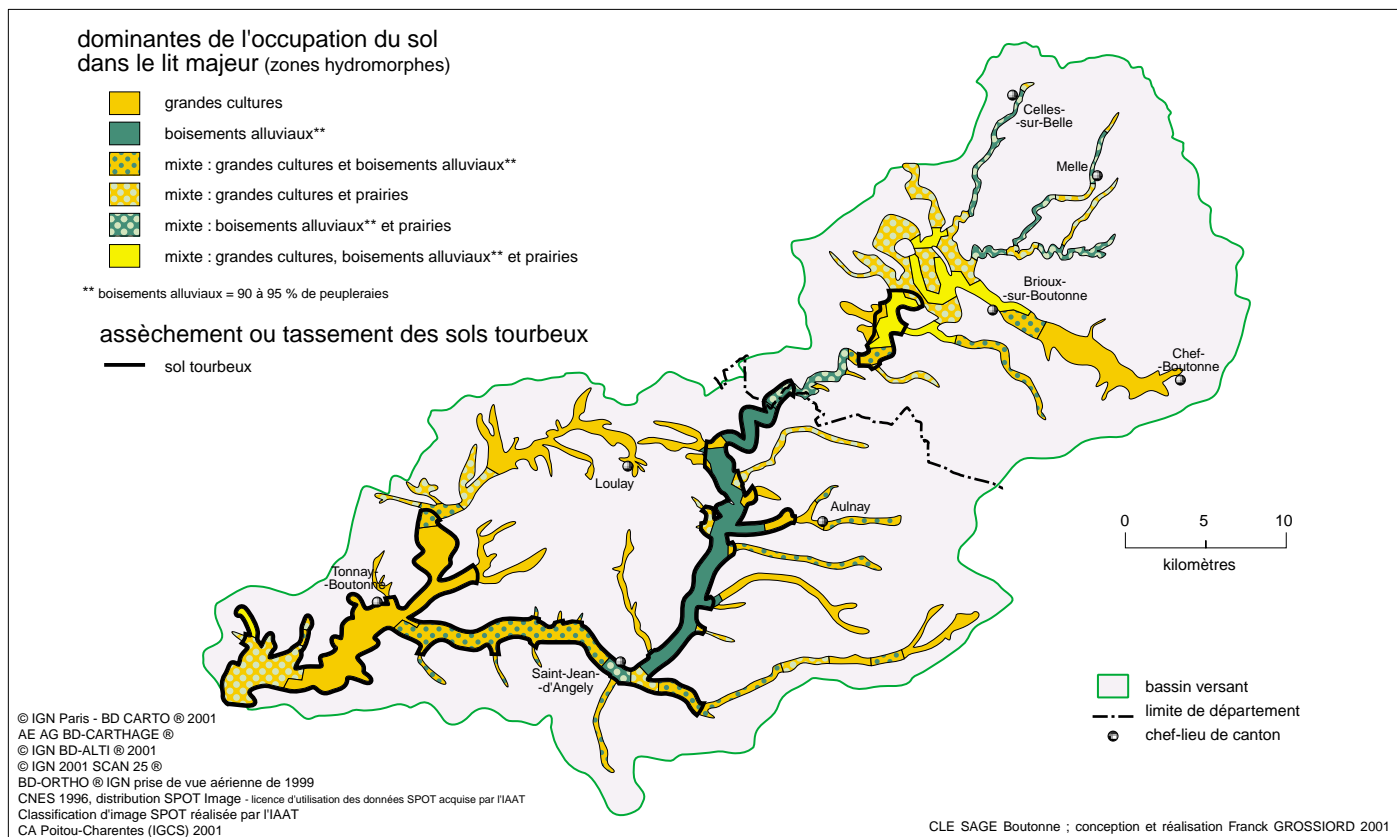 dominantes de l'occupation du sol
dans le lit majeur (zones hydromorphes)
grandes cultures
boisements alluviaux**
mixte : grandes cultures et boisements alluviaux**
mixte : grandes cultures et prairies
mixte : boisements alluviaux** et prairies
mixte : grandes cultures, boisements alluviaux** et prairies
** boisements alluviaux = 90 à 95 % de peupleraies
assèchement ou tassement des sols tourbeux
sol tourbeux
Celles-
-sur-Belle
Melle
Brioux-
-sur-Boutonne
Chef-
-Boutonne
Loulay
Aulnay
Tonnay-
-Boutonne
Saint-Jean-
-d'Angely
0 5 10
kilomètres
bassin versant
limite de département
chef-lieu de canton
© IGN Paris - BD CARTO ® 2001
AE AG BD-CARTHAGE ®
© IGN BD-ALTI ® 2001
© IGN 2001 SCAN 25 ®
BD-ORTHO ® IGN prise de vue aérienne de 1999
CNES 1996, distribution SPOT Image - licence d'utilisation des données SPOT acquise par l'IAAT
Classification d'image SPOT réalisée par l'IAAT
CA Poitou-Charentes (IGCS) 2001
CLE SAGE Boutonne ; conception et réalisation Franck GROSSIORD 2001